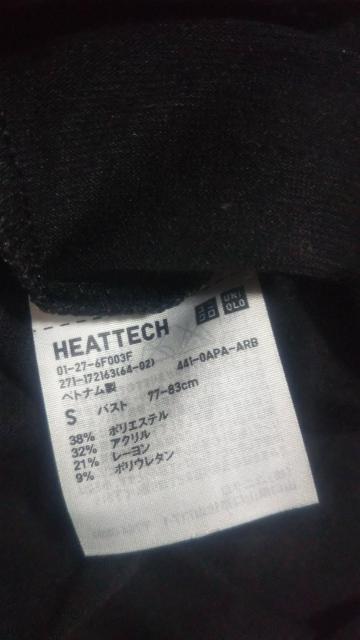 UNI
QLO
HEATTECH
01-27-6F003F
271-172163(64-02) 441-0APA-ARB
ベトナム製
S バスト 77-83cm
38% ポリエステル
32% アクリル
21% レーヨン
9% ポリウレタン